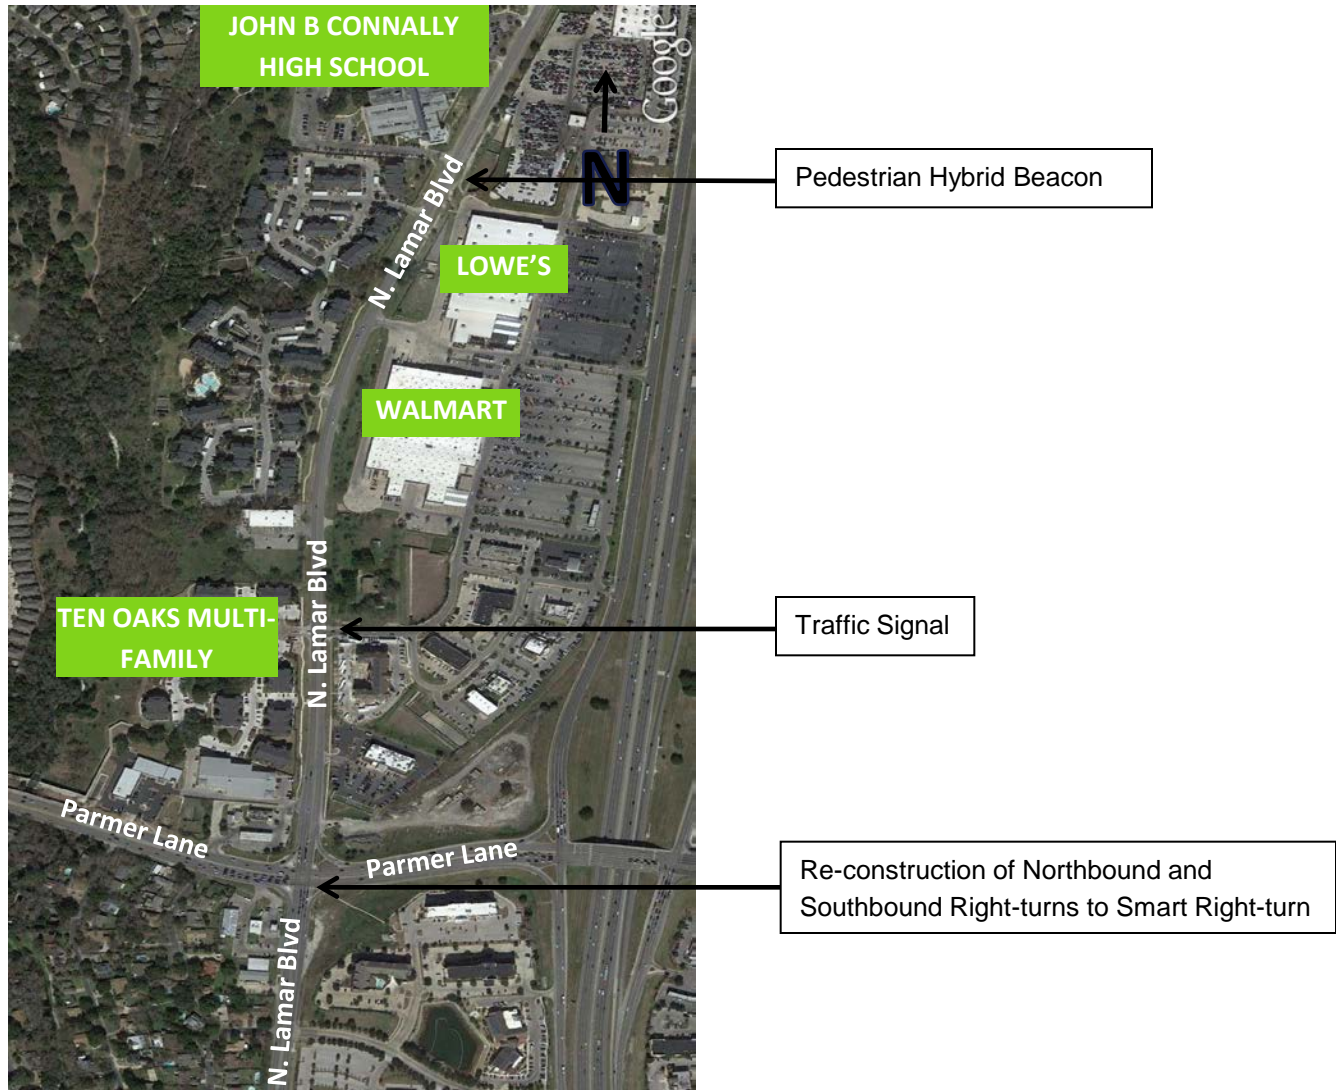 JOHN B CONNALLY
HIGH SCHOOL
Google
N
Pedestrian Hybrid Beacon
N. Lamar Blvd
LOWE’S
WALMART
N. Lamar Blvd
TEN OAKS MULTI-
FAMILY
Traffic Signal
Parmer Lane
Parmer Lane
Re-construction of Northbound and
Southbound Right-turns to Smart Right-turn
N. Lamar Blvd